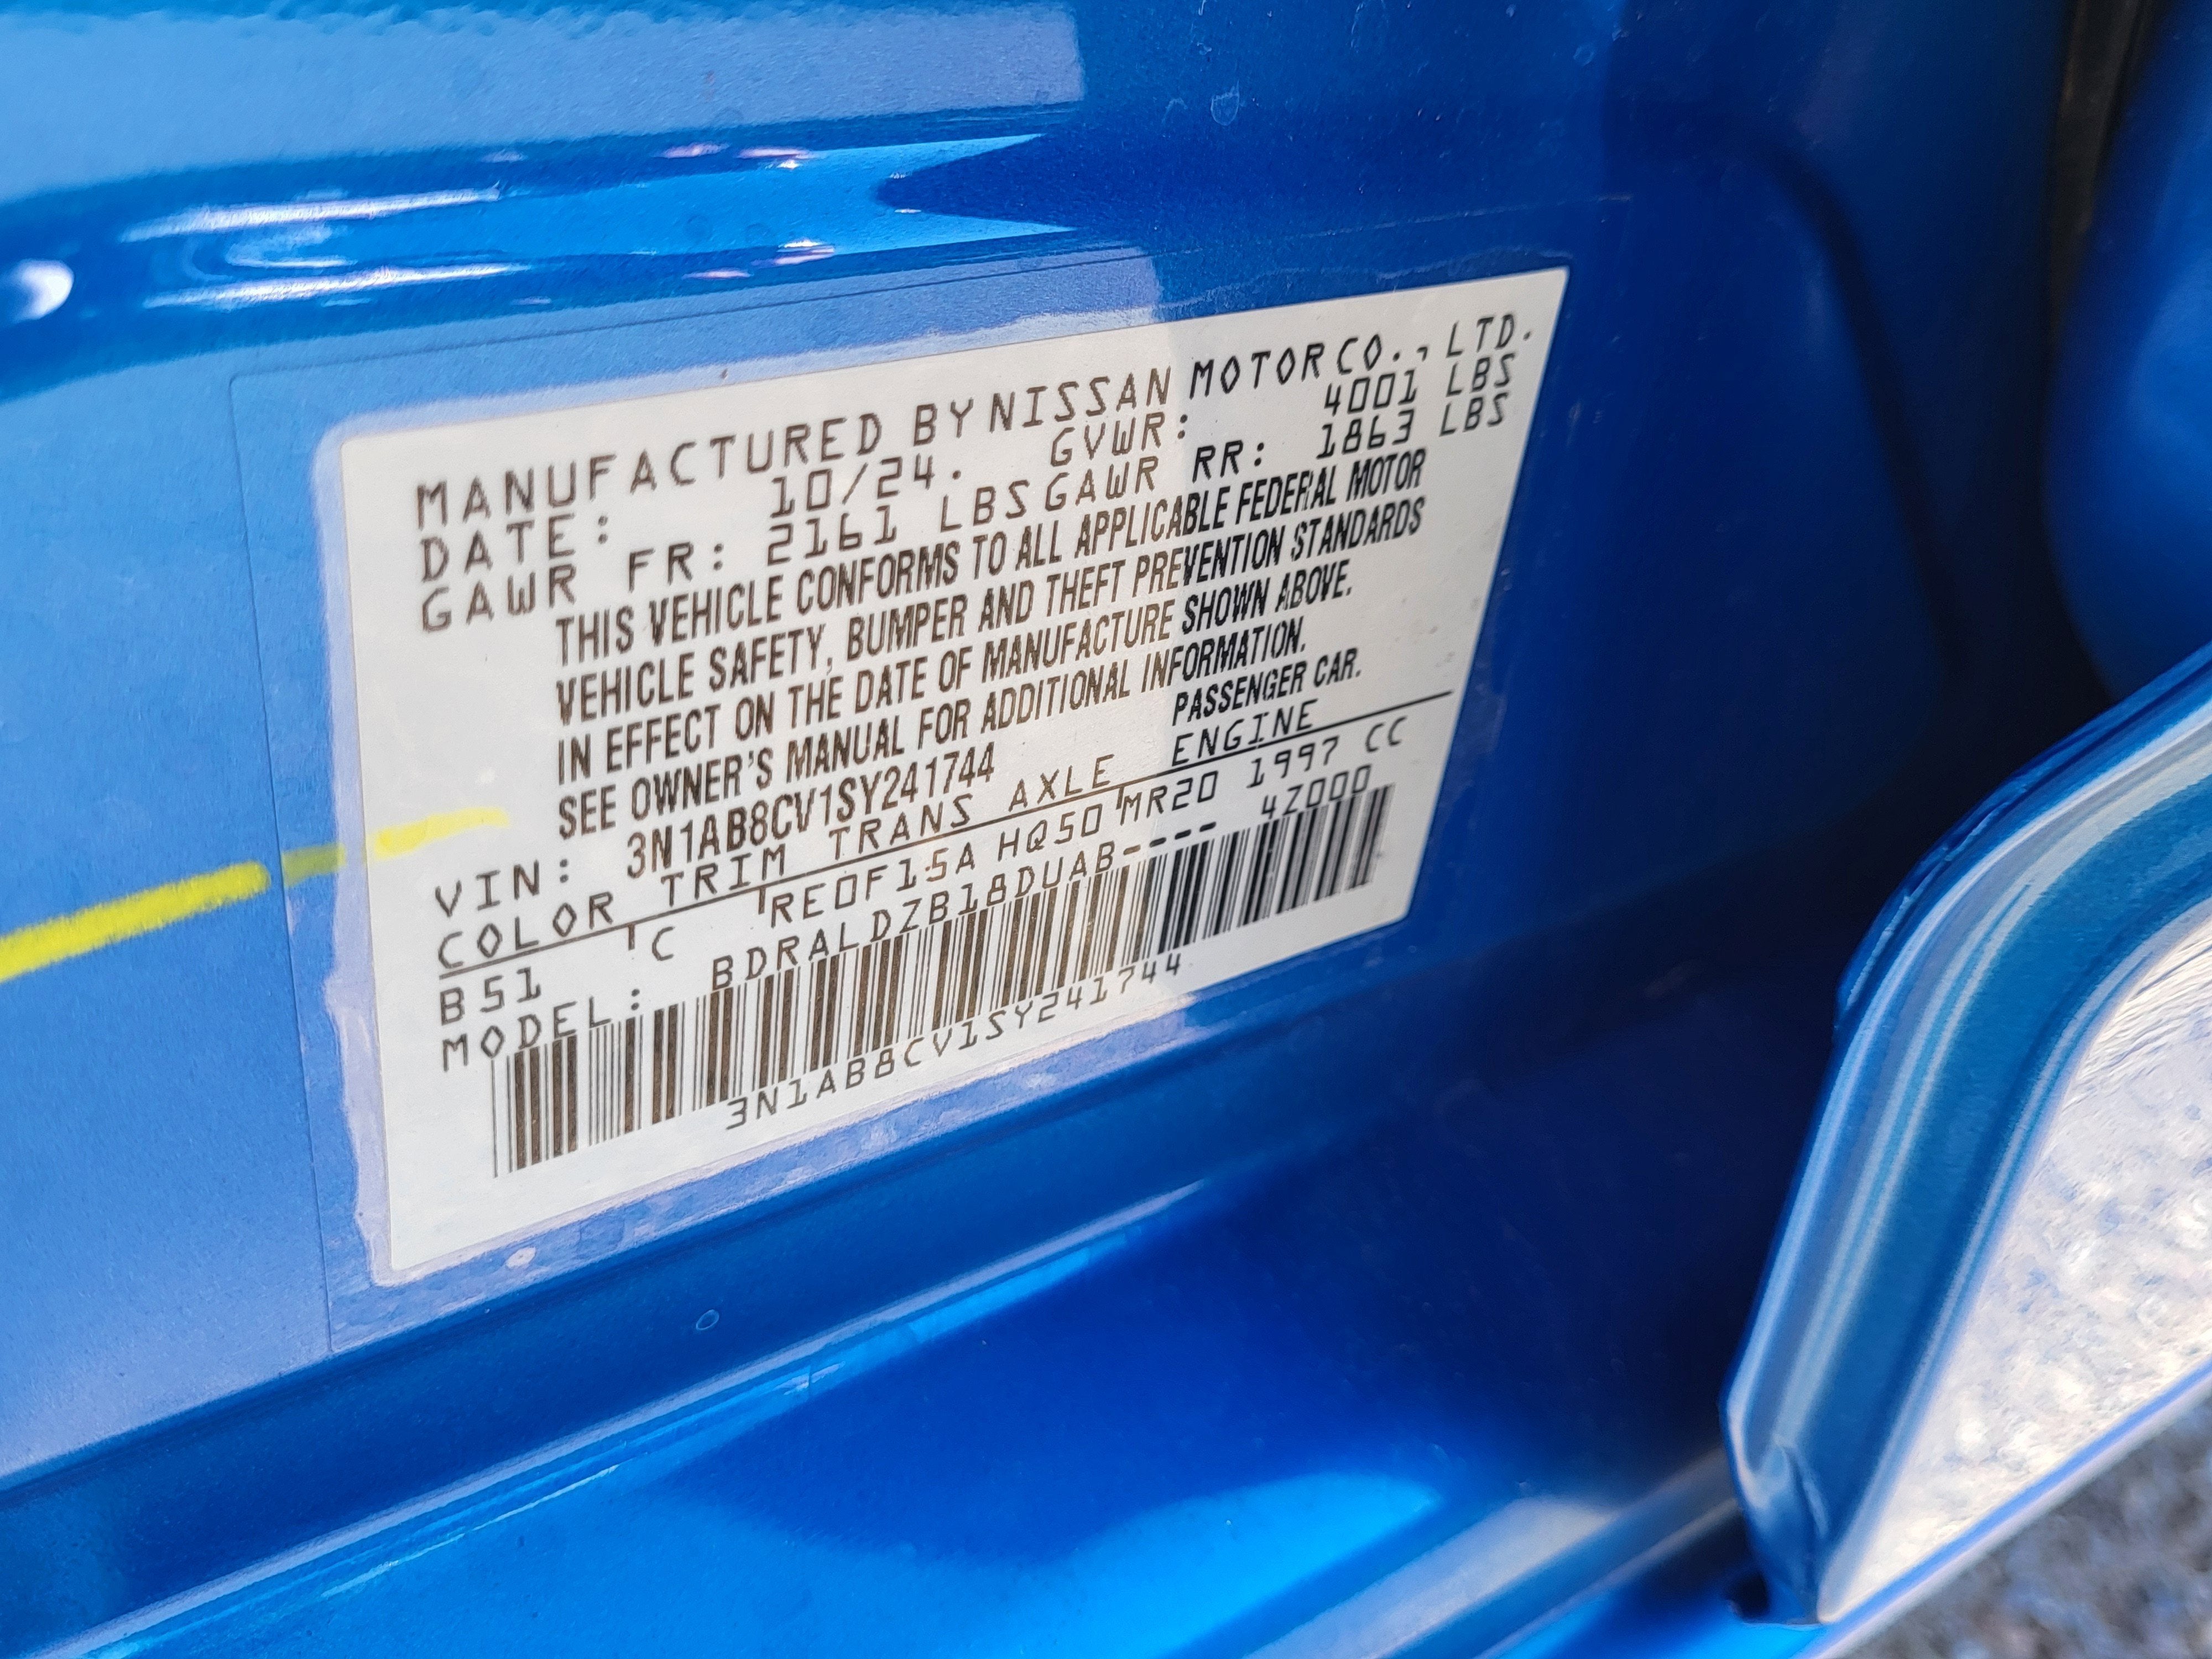 MANUFACTURED BY NISSAN MOTOR CO., LTD.
DATE: 10/24. GVWR: 4001 LBS
GAWR FR: 2161 LBS GAWR RR: 1863 LBS
THIS VEHICLE CONFORMS TO ALL APPLICABLE FEDERAL MOTOR
VEHICLE SAFETY, BUMPER AND THEFT PREVENTION STANDARDS
IN EFFECT ON THE DATE OF MANUFACTURE SHOWN ABOVE.
SEE OWNER'S MANUAL FOR ADDITIONAL INFORMATION.
VIN: 3N1AB8CV1SY241744 PASSENGER CAR.
COLOR TRIM TRANS AXLE ENGINE
B51 C RE0F15A HQ50 MR20 1997 CC
MODEL: BDRALDZB18DUAB---- 4Z000
3N1AB8CV1SY241744